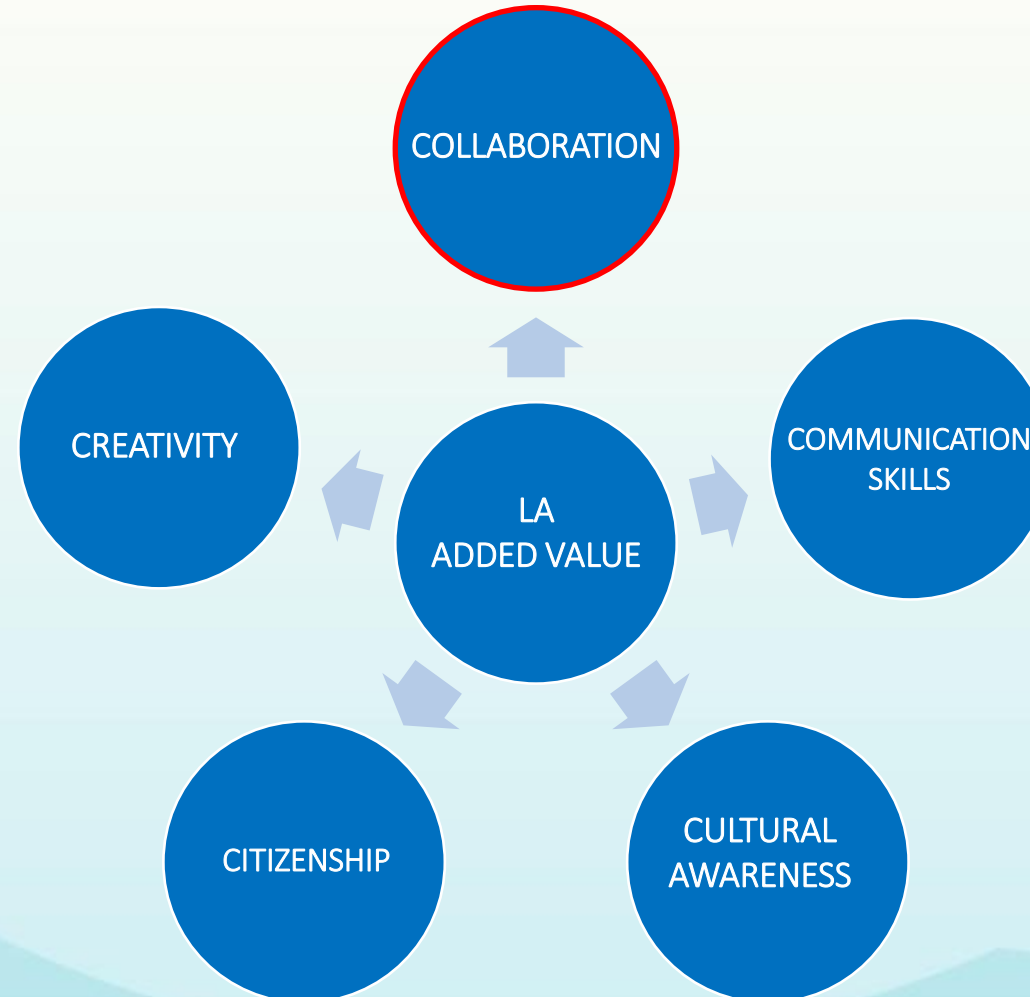 COLLABORATION
CREATIVITY
COMMUNICATION
SKILLS
LA
ADDED VALUE
CITIZENSHIP
CULTURAL
AWARENESS